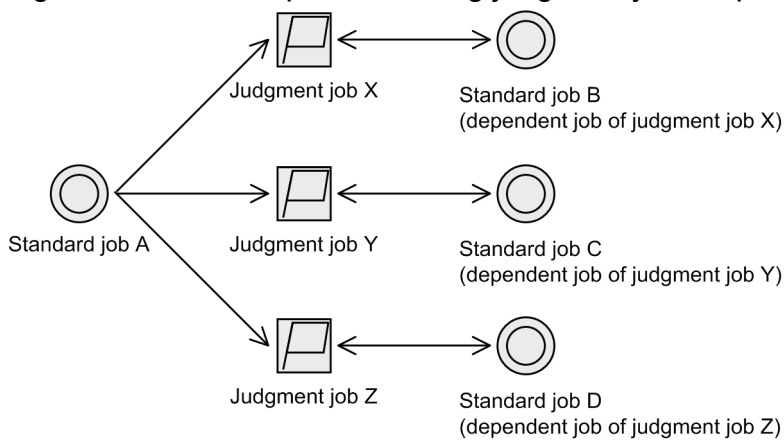 Judgment job X
Standard job B
(dependent job of judgment job X)
Standard job A
Judgment job Y
Standard job C
(dependent job of judgment job Y)
Judgment job Z
Standard job D
(dependent job of judgment job Z)